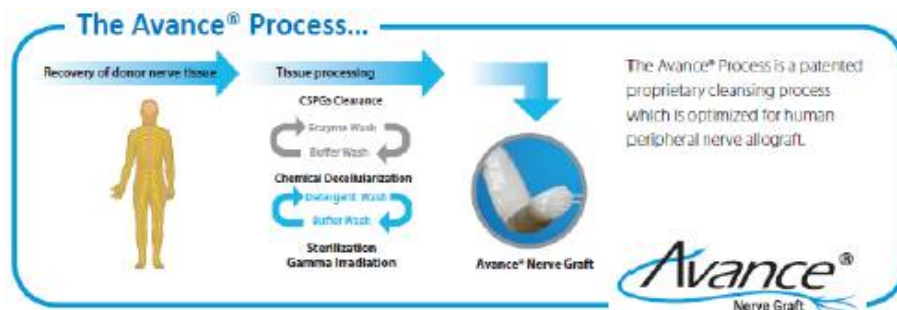 The Avance® Process...
Recovery of donor nerve tissue
Tissue processing
CSPGs Clearance
Enzyme Wash
Buffer Wash
Chemical Decellularization
Detergent Wash
Buffer Wash
Sterilization
Gamma Irradiation
Avance® Nerve Graft
The Avance® Process is a patented
proprietary cleansing process
which is optimized for human
peripheral nerve allograft.
Avance®
Nerve Graft